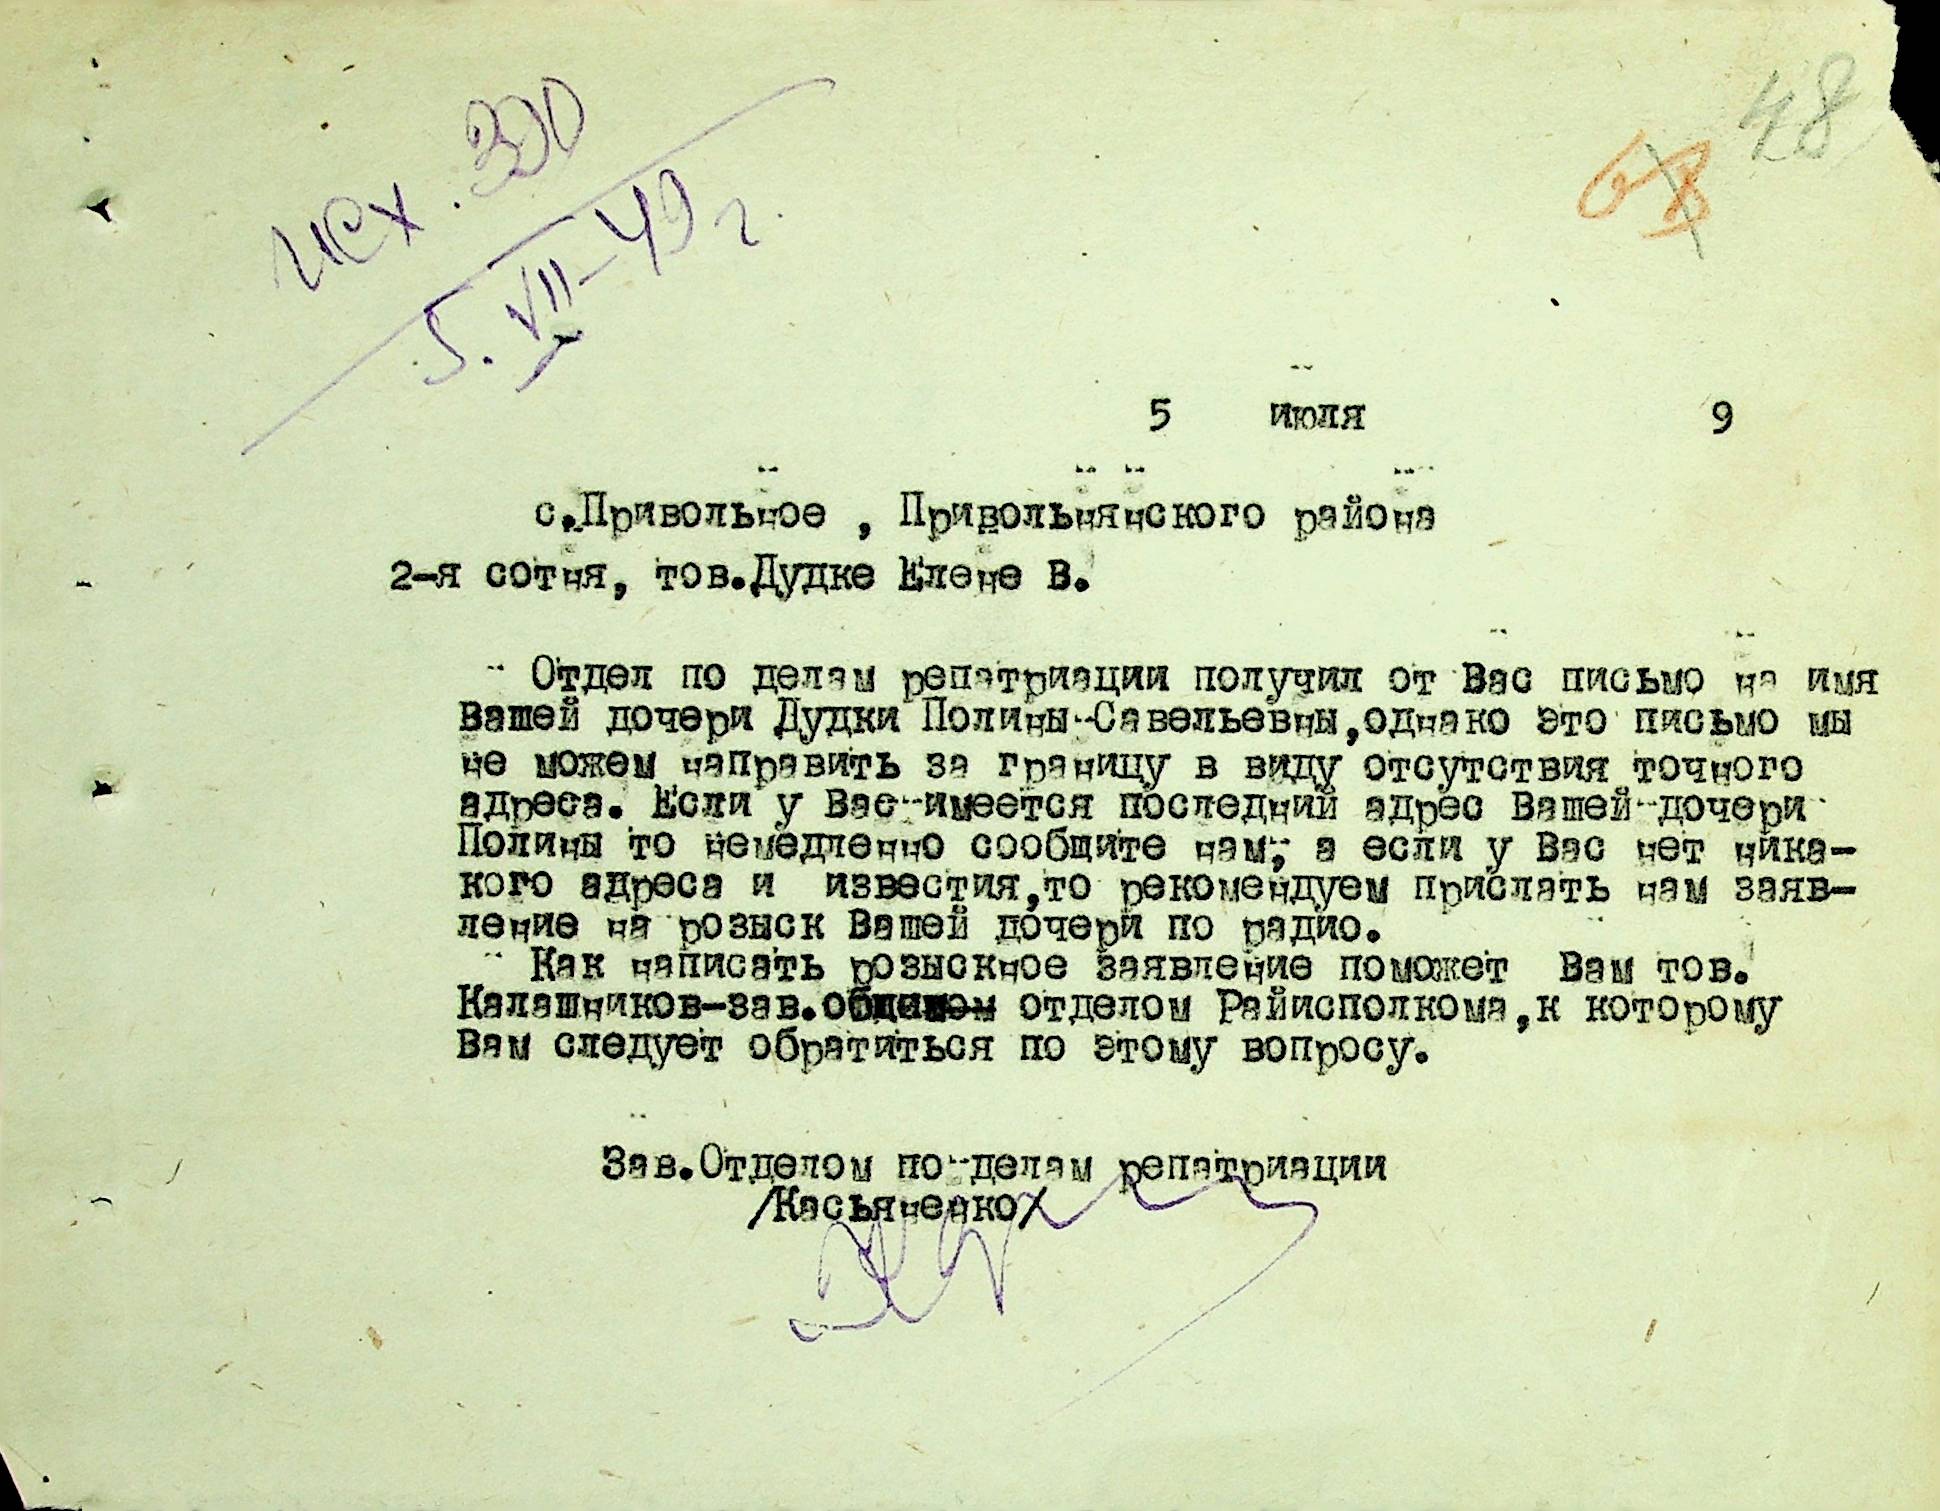 исх. 390
5. VII-49 г.
48
68
5 июля 9
с.Привольное , Привольнянского района
2-я сотня, тов.Дудке Елене В.
Отдел по делам репатриации получил от Вас письмо на имя
Вашей дочери Дудки Полины Савельевны,однако это письмо мы
не можем направить за границу в виду отсутствия точного
адреса. Если у Вас имеется последний адрес Вашей дочери
Полины то немедленно сообщите нам, а если у Вас нет ника-
кого адреса и известия,то рекомендуем прислать нам заяв-
ление на розыск Вашей дочери по радио.
Как написать розыскное заявление поможет Вам тов.
Калашников-зав.общим отделом Райисполкома,к которому
Вам следует обратиться по этому вопросу.
Зав.Отделом по делам репатриации
/Касьяненко/